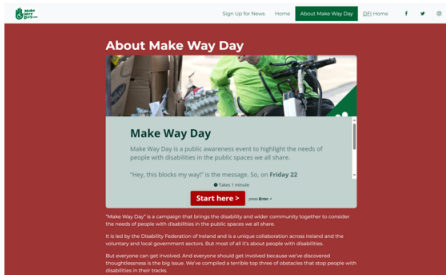 make
way
day
Sign Up for News Home About Make Way Day DFI Home
About Make Way Day
Make Way Day
Make Way Day is a public awareness event to highlight the needs of
people with disabilities in the public spaces we all share.
"Hey, this blocks my way!" is the message. So, on Friday 22
Takes 1 minute
Start here > press Enter ↵
"Make Way Day" is a campaign that brings the disability and wider community together to consider
the needs of people with disabilities in the public spaces we all share.
It is led by the Disability Federation of Ireland and is a unique collaboration across Ireland and the
voluntary and local government sectors. But most of all it's about people with disabilities.
But everyone can get involved. And everyone should get involved because we've discovered
thoughtlessness is the big issue. We've compiled a terrible top three of obstacles that stop people with
disabilities in their tracks.